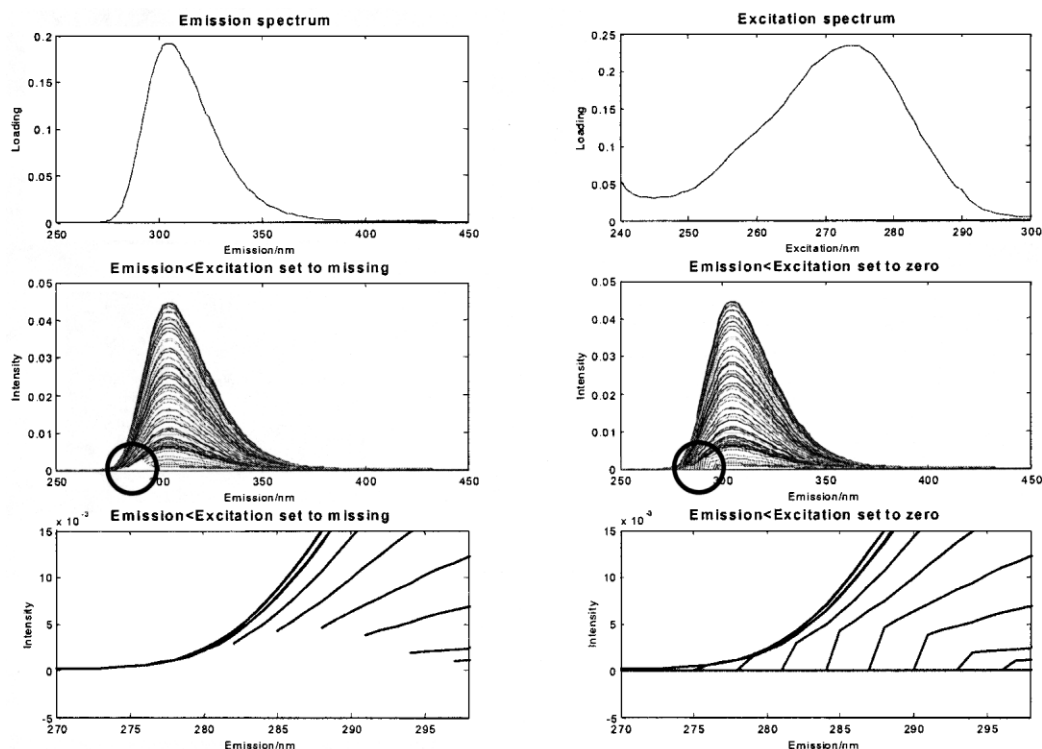 Emission spectrum
0.2
0.15
0.1
0.05
0
Loading
250 300 350 400 450
Emission/nm
Excitation spectrum
0.25
0.2
0.15
0.1
0.05
0
Loading
240 250 260 270 280 290 300
Excitation/nm
Emission<Excitation set to missing
0.05
0.04
0.03
0.02
0.01
0
Intensity
250 300 350 400 450
Emission/nm
Emission<Excitation set to zero
0.05
0.04
0.03
0.02
0.01
0
Intensity
250 300 350 400 450
Emission/nm
Emission<Excitation set to missing
x 10 -3
15
10
5
0
-5
Intensity
270 275 280 285 290 295
Emission/nm
Emission<Excitation set to zero
x 10 -3
15
10
5
0
-5
Intensity
270 275 280 285 290 295
Emission/nm